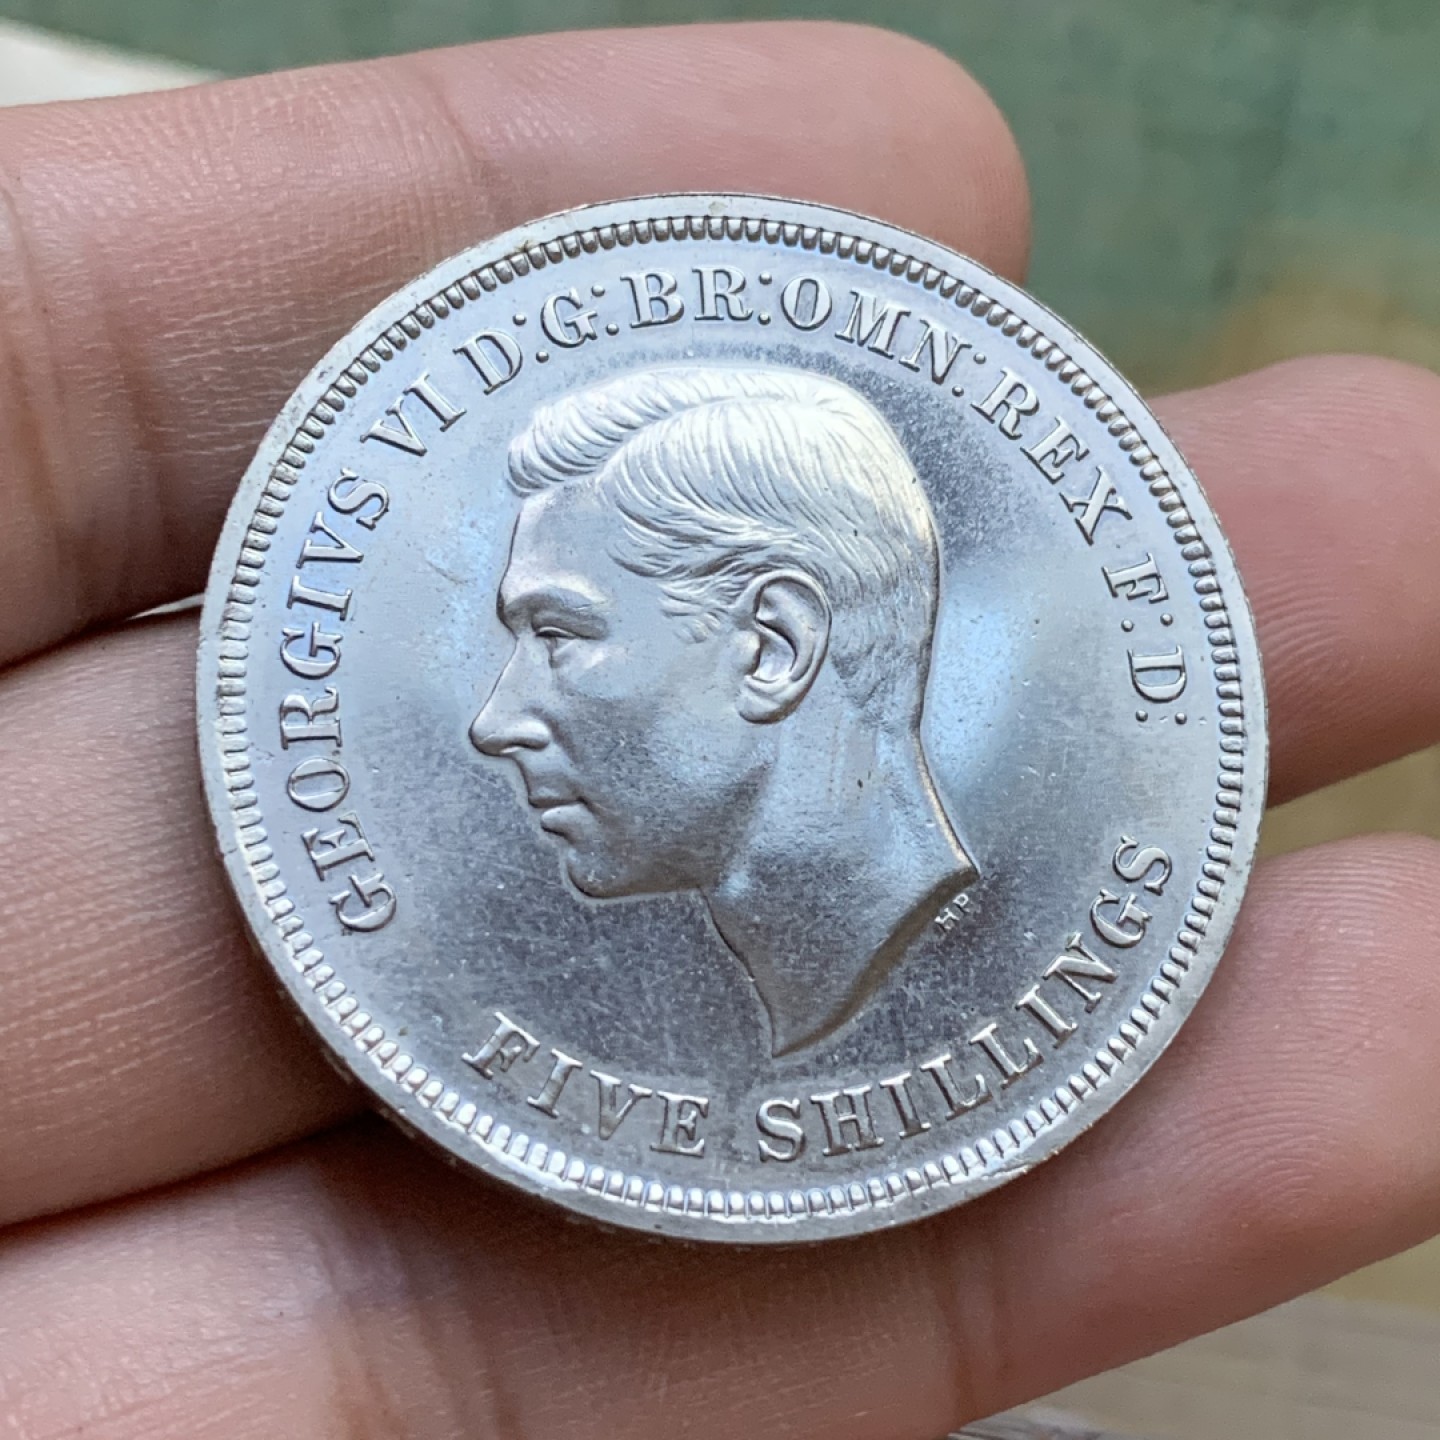 GEORGIVS VI D:G:BR:OMN:REX F:D:
HP
FIVE SHILLINGS